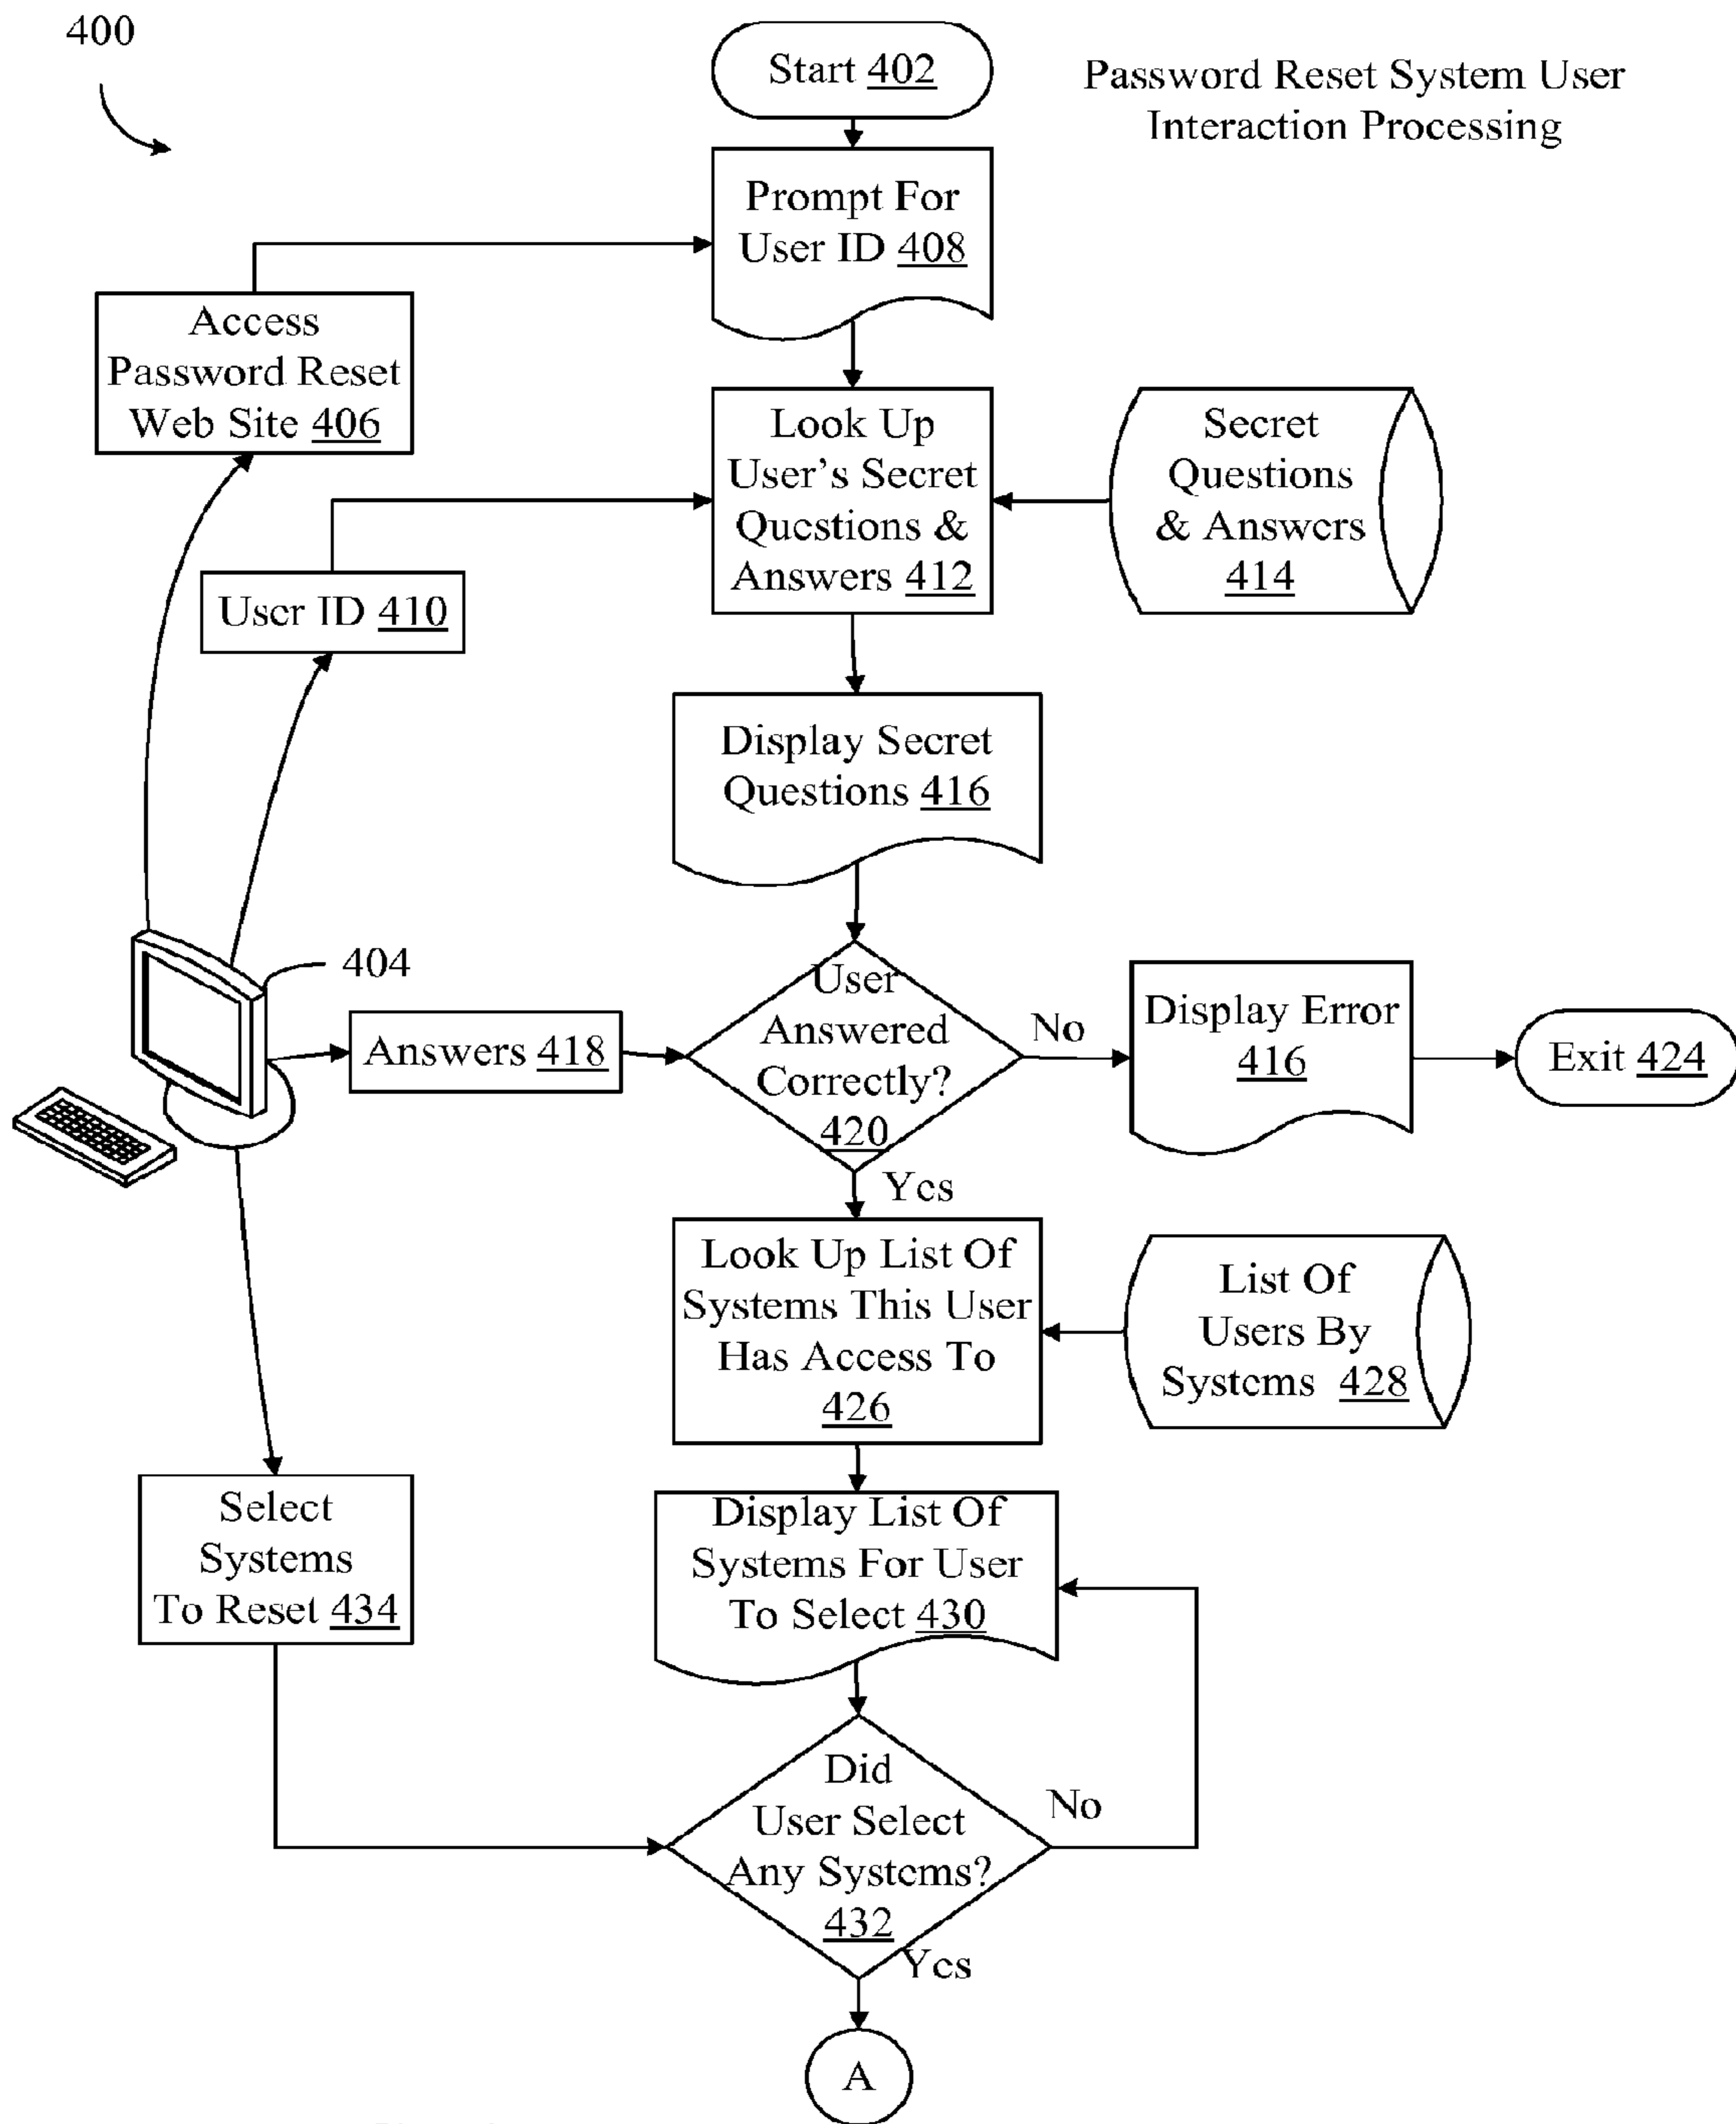 400
Start 402
Password Reset System User
Interaction Processing
Prompt For
User ID 408
Access
Password Reset
Web Site 406
Look Up
User's Secret
Questions &
Answers 412
Secret
Questions
& Answers
414
User ID 410
Display Secret
Questions 416
404
Answers 418
User
Answered
Correctly?
420
No
Display Error
416
Exit 424
Yes
Look Up List Of
Systems This User
Has Access To
426
List Of
Users By
Systems 428
Select
Systems
To Reset 434
Display List Of
Systems For User
To Select 430
Did
User Select
Any Systems?
432
No
Yes
A